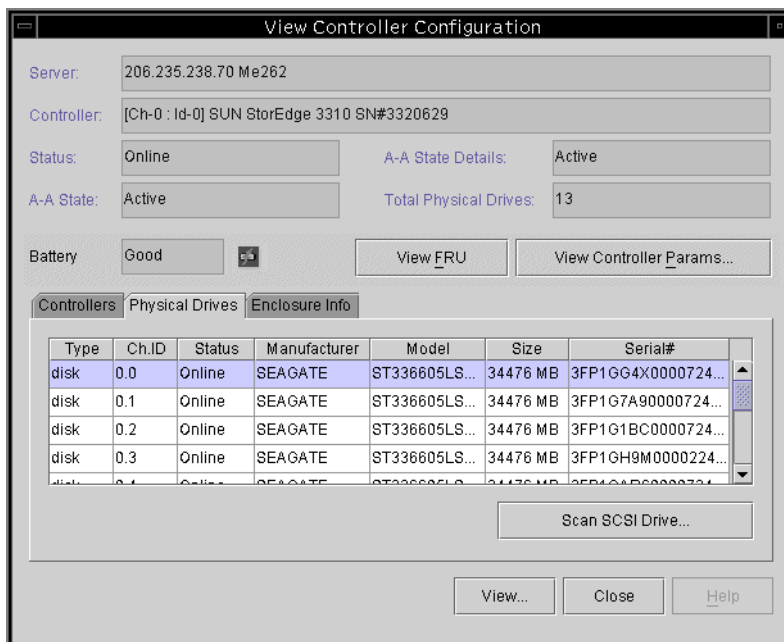 View Controller Configuration
Server: 206.235.238.70 Me262
Controller: [Ch-0 : Id-0] SUN StorEdge 3310 SN#3320629
Status: Online A-A State Details: Active
A-A State: Active Total Physical Drives: 13
Battery Good View FRU View Controller Params...
Controllers Physical Drives Enclosure Info
Type Ch.ID Status Manufacturer Model Size Serial#
disk 0.0 Online SEAGATE ST336605LS... 34476 MB 3FP1GG4X0000724...
disk 0.1 Online SEAGATE ST336605LS... 34476 MB 3FP1G7A90000724...
disk 0.2 Online SEAGATE ST336605LS... 34476 MB 3FP1G1BC0000724...
disk 0.3 Online SEAGATE ST336605LS... 34476 MB 3FP1GH9M0000224...
Scan SCSI Drive...
View... Close Help